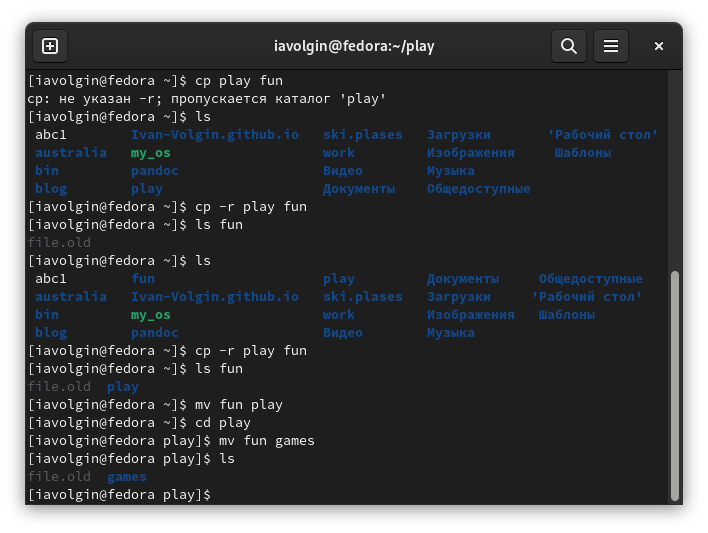 iavolgin@fedora:~/play
[iavolgin@fedora ~]$ cp play fun
cp: не указан -r; пропускается каталог 'play'
[iavolgin@fedora ~]$ ls
abc1 Ivan-Volgin.github.io ski.plases Загрузки 'Рабочий стол'
australia my_os work Изображения Шаблоны
bin pandoc Видео Музыка
blog play Документы Общедоступные
[iavolgin@fedora ~]$ cp -r play fun
[iavolgin@fedora ~]$ ls fun
file.old
[iavolgin@fedora ~]$ ls
abc1 fun play Документы Общедоступные
australia Ivan-Volgin.github.io ski.plases Загрузки 'Рабочий стол'
bin my_os work Изображения Шаблоны
blog pandoc Видео Музыка
[iavolgin@fedora ~]$ cp -r play fun
[iavolgin@fedora ~]$ ls fun
file.old play
[iavolgin@fedora ~]$ mv fun play
[iavolgin@fedora ~]$ cd play
[iavolgin@fedora play]$ mv fun games
[iavolgin@fedora play]$ ls
file.old games
[iavolgin@fedora play]$